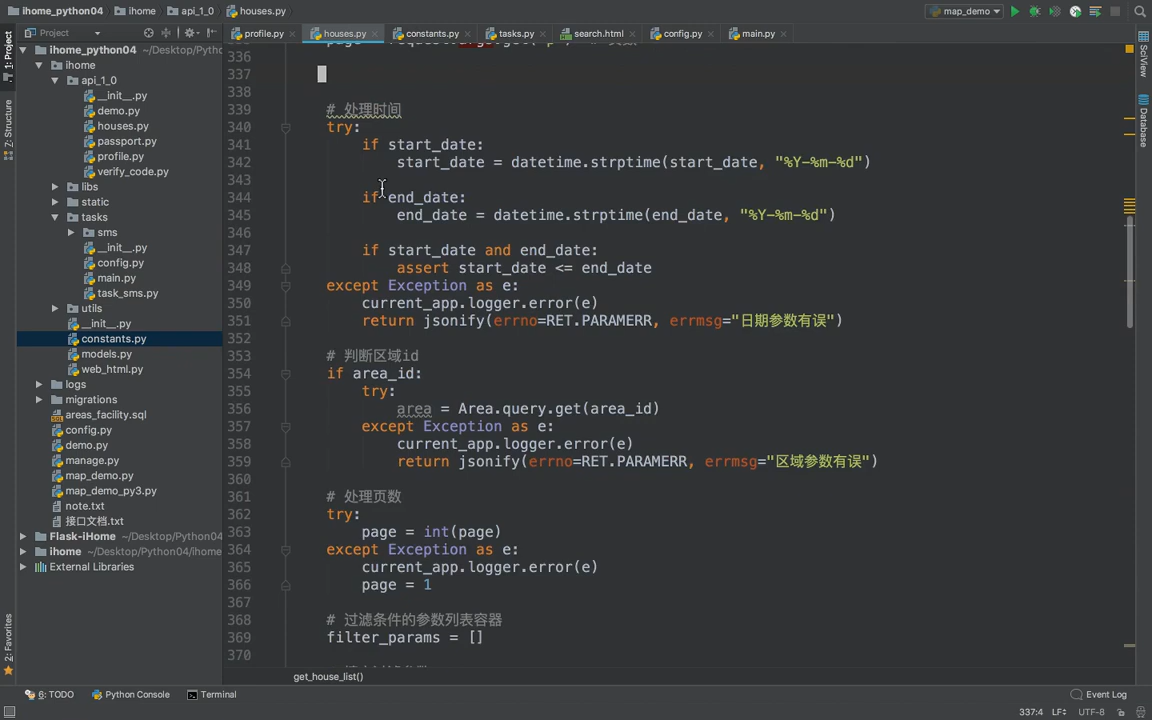 ihome_python04 ihome api_1_0 houses.py map_demo
Project profile.py houses.py constants.py tasks.py search.html config.py main.py
1: Project
Structure
2: Favorites
SciView
Database
ihome_python04 ~/Desktop/Pytho
ihome
api_1_0
__init__.py
demo.py
houses.py
passport.py
profile.py
verify_code.py
libs
static
tasks
sms
__init__.py
config.py
main.py
task_sms.py
utils
__init__.py
constants.py
models.py
web_html.py
logs
migrations
areas_facility.sql
config.py
demo.py
manage.py
map_demo.py
map_demo_py3.py
note.txt
接口文档.txt
Flask-iHome ~/Desktop/Python04
ihome ~/Desktop/Python04/ihome
External Libraries
336
337
338
339 # 处理时间
340 try:
341 if start_date:
342 start_date = datetime.strptime(start_date, "%Y-%m-%d")
343
344 if end_date:
345 end_date = datetime.strptime(end_date, "%Y-%m-%d")
346
347 if start_date and end_date:
348 assert start_date <= end_date
349 except Exception as e:
350 current_app.logger.error(e)
351 return jsonify(errno=RET.PARAMERR, errmsg="日期参数有误")
352
353 # 判断区域id
354 if area_id:
355 try:
356 area = Area.query.get(area_id)
357 except Exception as e:
358 current_app.logger.error(e)
359 return jsonify(errno=RET.PARAMERR, errmsg="区域参数有误")
360
361 # 处理页数
362 try:
363 page = int(page)
364 except Exception as e:
365 current_app.logger.error(e)
366 page = 1
367
368 # 过滤条件的参数列表容器
369 filter_params = []
370
get_house_list()
6: TODO Python Console Terminal Event Log
337:4 LF UTF-8